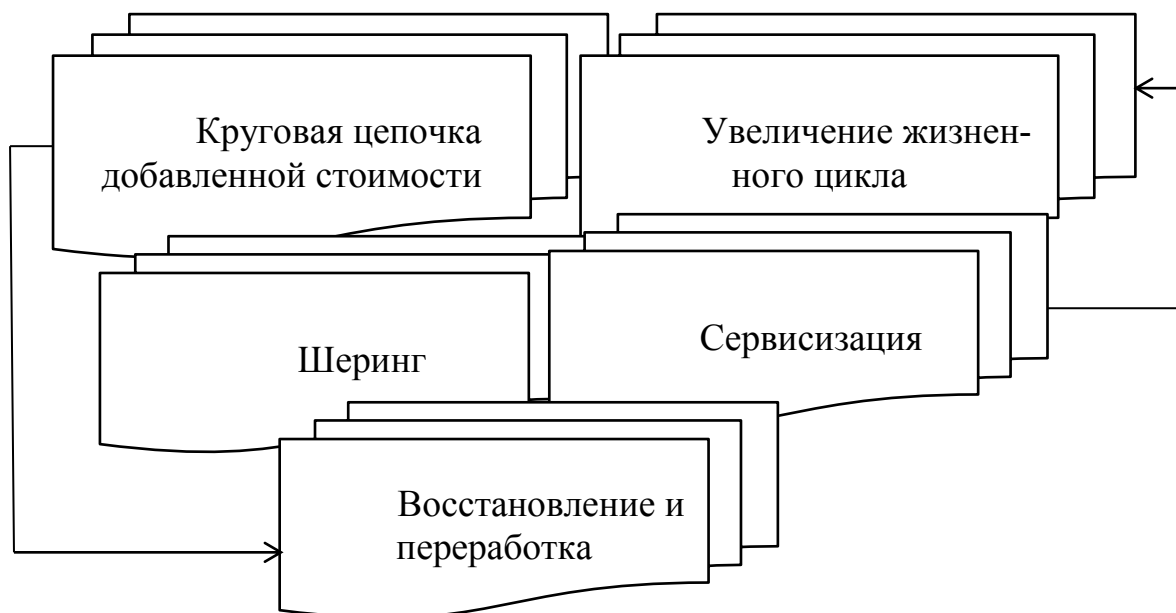 Круговая цепочка
добавленной стоимости
Увеличение жизнен-
ного цикла
Шеринг
Сервисизация
Восстановление и
переработка